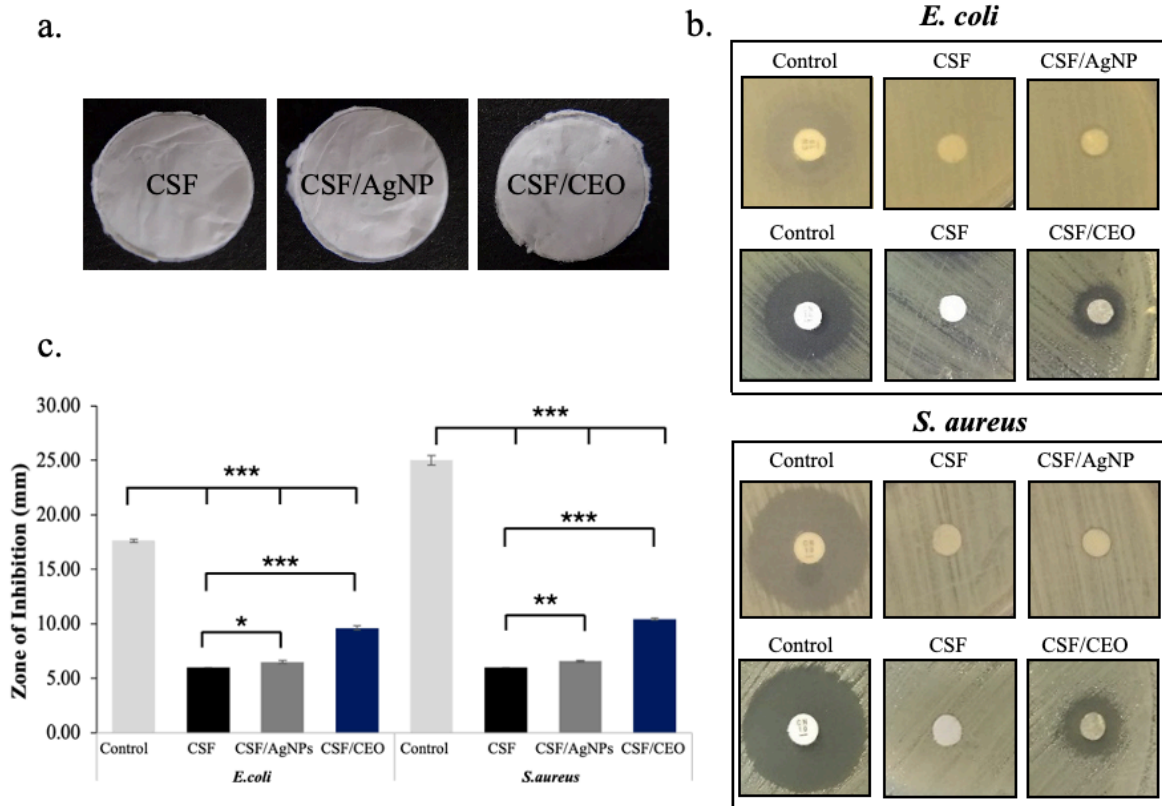 a.
CSF
CSF/AgNP
CSF/CEO
b.
E. coli
Control CSF CSF/AgNP
Control CSF CSF/CEO
S. aureus
Control CSF CSF/AgNP
Control CSF CSF/CEO
c.
Zone of Inhibition (mm)
30.00
25.00
20.00
15.00
10.00
5.00
0.00
***
***
*
***
***
**
Control CSF CSF/AgNPs CSF/CEO Control CSF CSF/AgNPs CSF/CEO
E.coli S.aureus